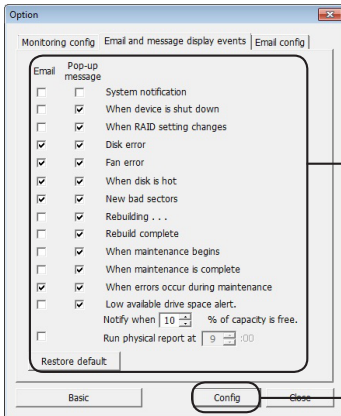 Option
Monitoring config Email and message display events Email config
Email Pop-up message
System notification
When device is shut down
When RAID setting changes
Disk error
Fan error
When disk is hot
New bad sectors
Rebuilding . . .
Rebuild complete
When maintenance begins
When maintenance is complete
When errors occur during maintenance
Low available drive space alert.
Notify when 10 % of capacity is free.
Run physical report at 9 :00
Restore default
Basic Config Close